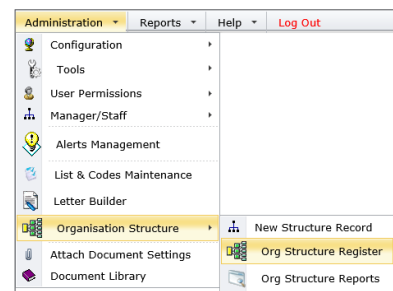 Administration Reports Help Log Out
Configuration
Tools
User Permissions
Manager/Staff
Alerts Management
List & Codes Maintenance
Letter Builder
Organisation Structure
New Structure Record
Attach Document Settings
Org Structure Register
Document Library
Org Structure Reports